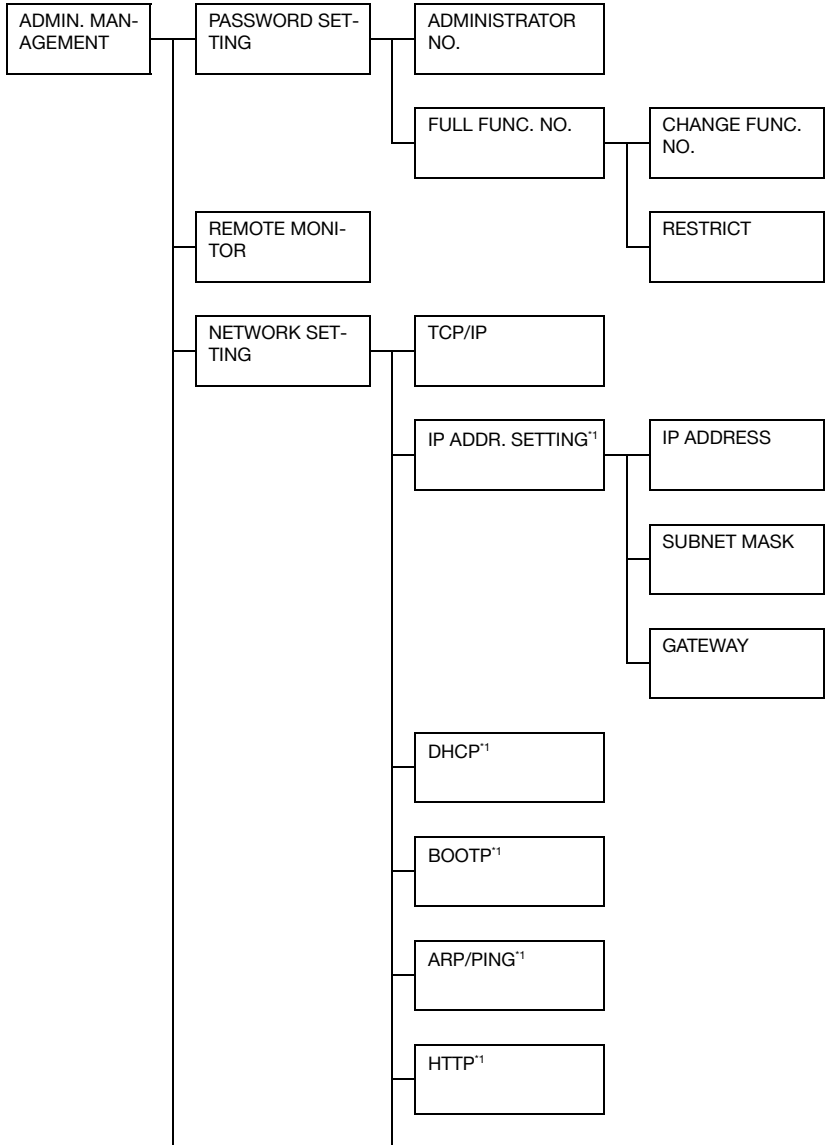 ADMIN. MAN-
AGEMENT
PASSWORD SET-
TING
ADMINISTRATOR
NO.
FULL FUNC. NO.
CHANGE FUNC.
NO.
REMOTE MONI-
TOR
RESTRICT
NETWORK SET-
TING
TCP/IP
IP ADDR. SETTING*1
IP ADDRESS
SUBNET MASK
GATEWAY
DHCP*1
BOOTP*1
ARP/PING*1
HTTP*1